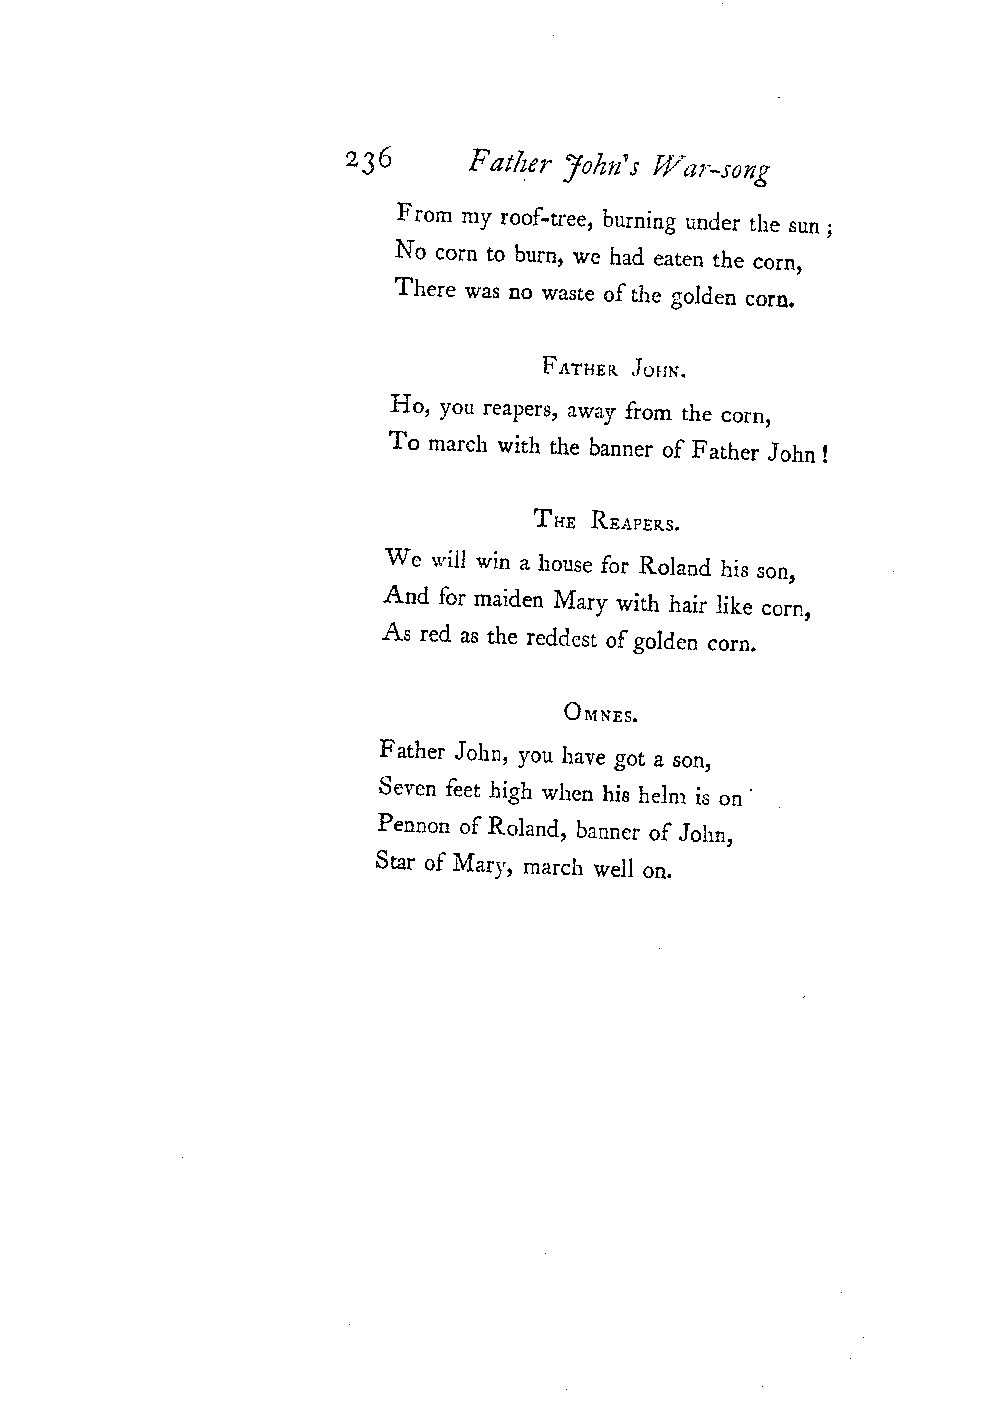 236 Father John's War-song
From my roof-tree, burning under the sun ;
No corn to burn, we had eaten the corn,
There was no waste of the golden corn.
FATHER JOHN.
Ho, you reapers, away from the corn,
To march with the banner of Father John !
THE REAPERS.
We will win a house for Roland his son,
And for maiden Mary with hair like corn,
As red as the reddest of golden corn.
OMNES.
Father John, you have got a son,
Seven feet high when his helm is on
Pennon of Roland, banner of John,
Star of Mary, march well on.